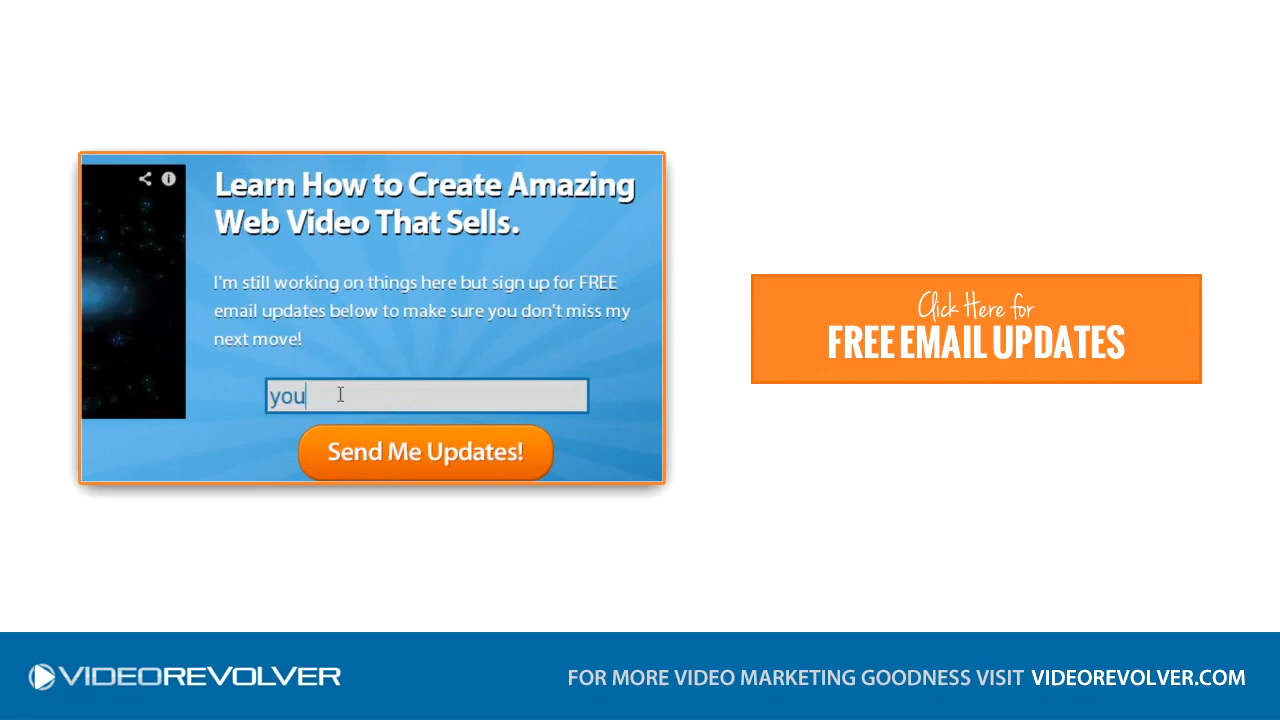 Learn How to Create Amazing
Web Video That Sells.
I'm still working on things here but sign up for FREE
email updates below to make sure you don't miss my
next move!
you
Send Me Updates!
Click Here for
FREE EMAIL UPDATES
VIDEOREVOLVER
FOR MORE VIDEO MARKETING GOODNESS VISIT VIDEOREVOLVER.COM